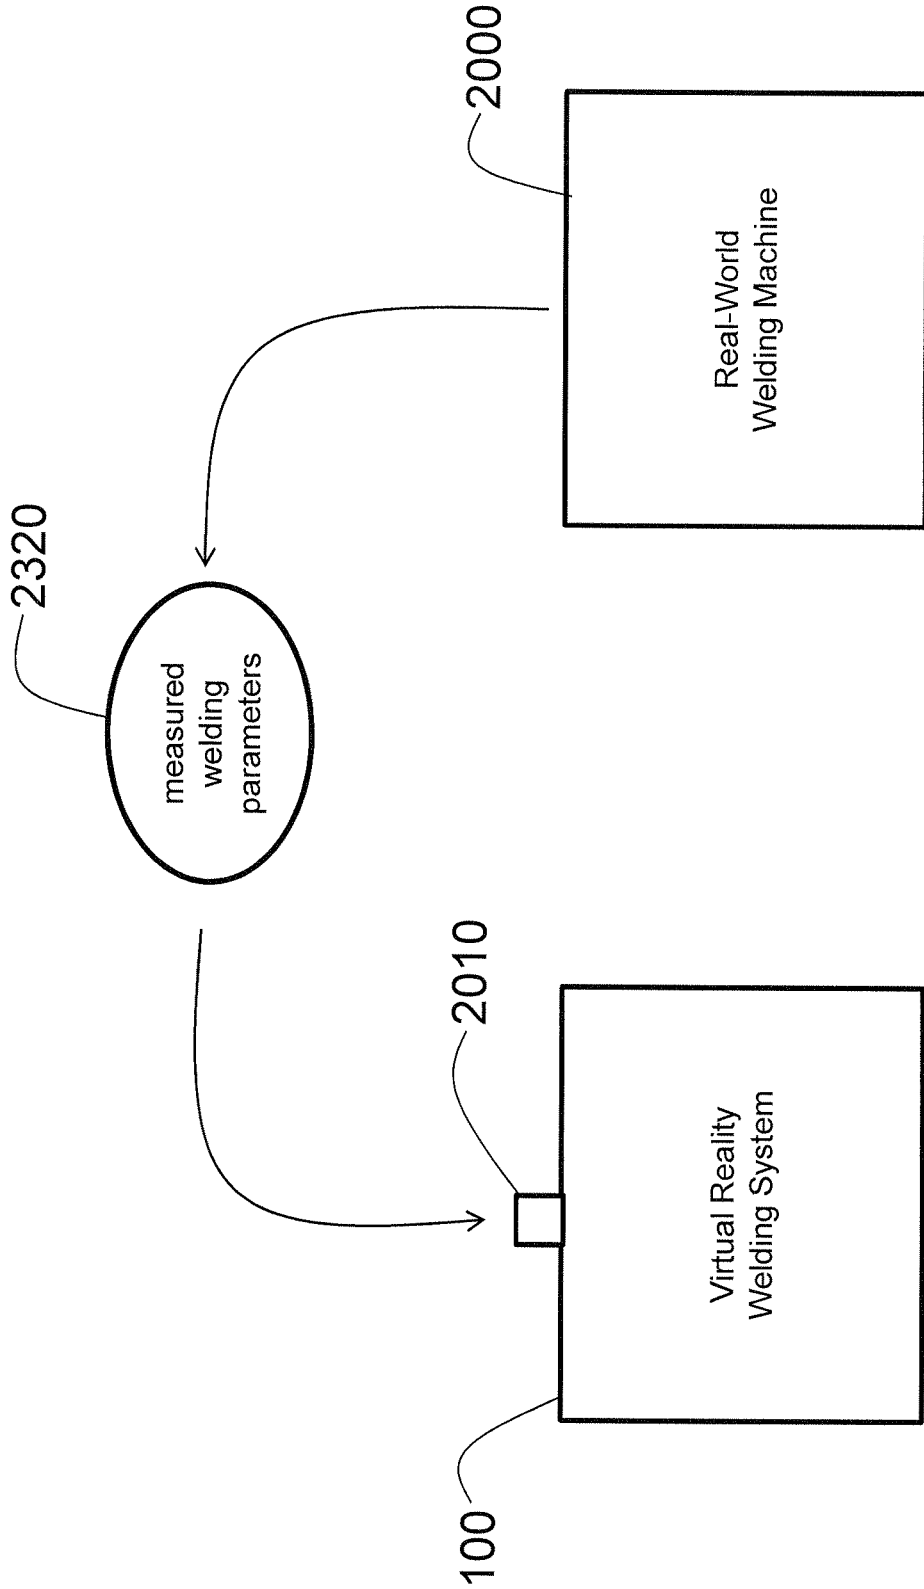 2320
measured
welding
parameters
100
2010
2000
Virtual Reality
Welding System
Real-World
Welding Machine